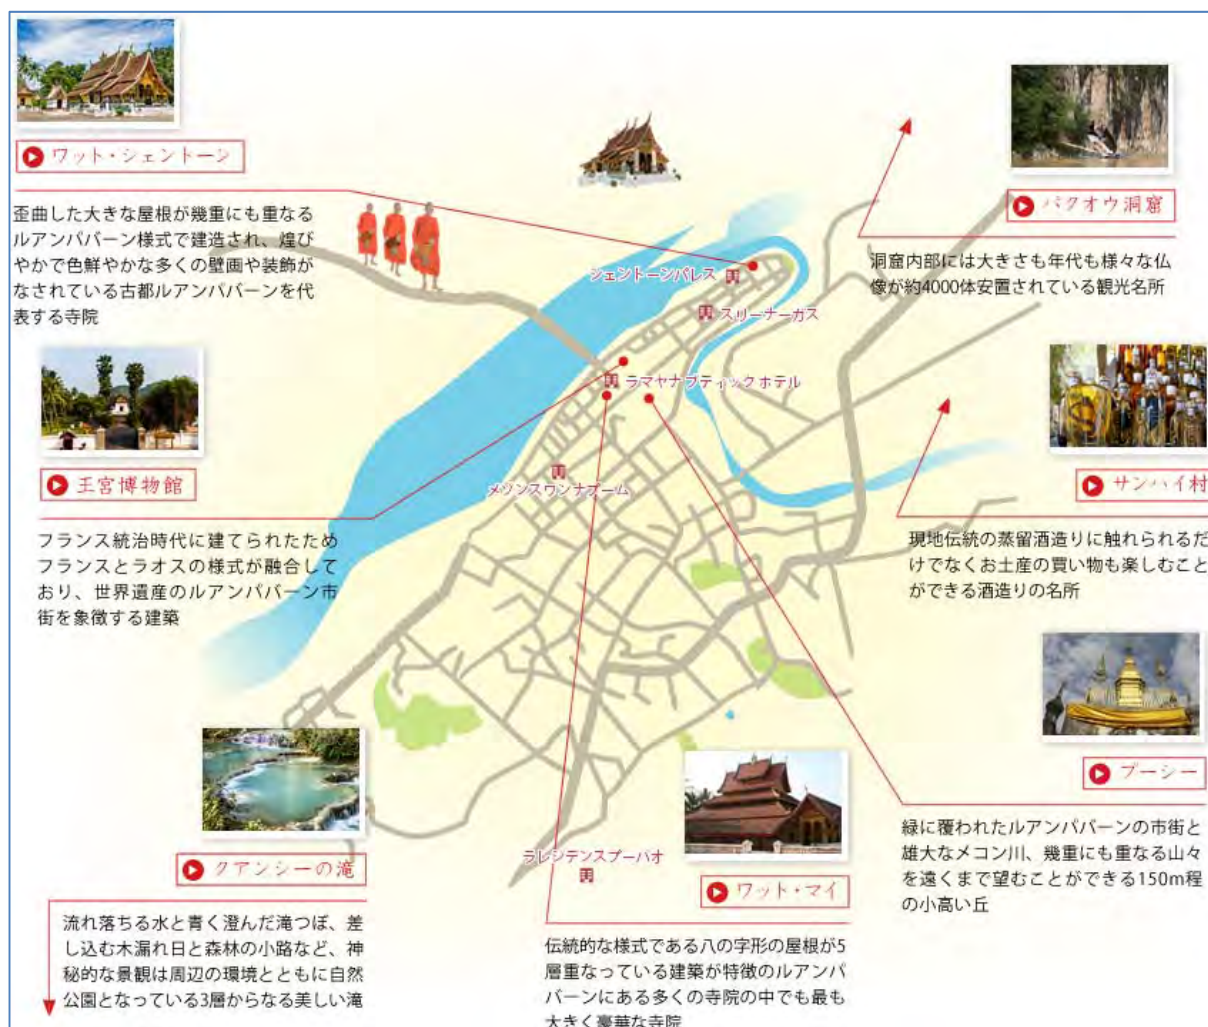 ワット・シェントーン
歪曲した大きな屋根が幾重にも重なる
ルアンパバーン様式で建造され、煌び
やかで色鮮やかな多くの壁画や装飾が
なされている古都ルアンパバーンを代
表する寺院
王宮博物館
フランス統治時代に建てられたため
フランスとラオスの様式が融合して
おり、世界遺産のルアンパバーン市
街を象徴する建築
クアンシーの滝
流れ落ちる水と青く澄んだ滝つぼ、差
し込む木漏れ日と森林の小路など、神
秘的な景観は周辺の環境とともに自然
公園となっている3層からなる美しい滝
シェントーンパレス
スリーナーガス
ラマヤナブティックホテル
メゾンスワンナプーム
ラレジデンスプーバオ
ワット・マイ
伝統的な様式である八の字形の屋根が5
層重なっている建築が特徴のルアンパ
バーンにある多くの寺院の中でも最も
大きく豪華な寺院
パクオウ洞窟
洞窟内部には大きさも年代も様々な仏
像が約4000体安置されている観光名所
サンハイ村
現地伝統の蒸留酒造りに触れられるだ
けでなくお土産の買い物も楽しむこと
ができる酒造りの名所
プーシー
緑に覆われたルアンパバーンの市街と
雄大なメコン川、幾重にも重なる山々
を遠くまで望むことができる150m程
の小高い丘